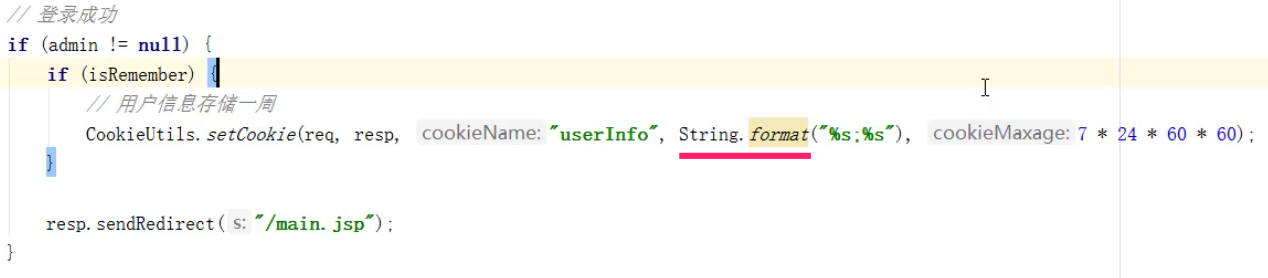 // 登录成功
if (admin != null) {
if (isRemember) {
// 用户信息存储一周
CookieUtils.setCookie(req, resp, cookieName: "userInfo", String.format("%s;%s"), cookieMaxage: 7 * 24 * 60 * 60);
}
resp.sendRedirect( s: "/main.jsp");
}